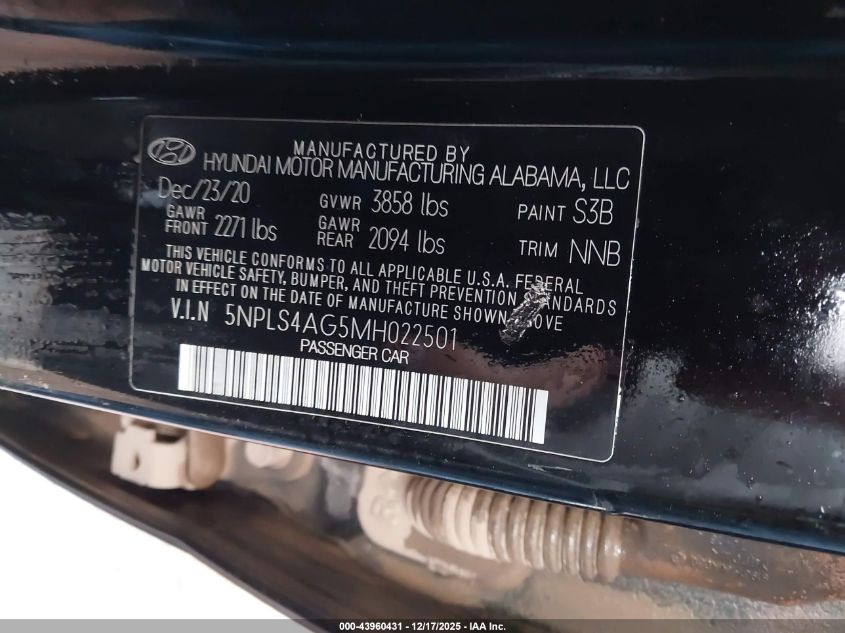 MANUFACTURED BY
HYUNDAI MOTOR MANUFACTURING ALABAMA, LLC
Dec/23/20 GVWR 3858 lbs PAINT S3B
GAWR FRONT 2271 lbs GAWR REAR 2094 lbs TRIM NNB
THIS VEHICLE CONFORMS TO ALL APPLICABLE U.S.A. FEDERAL
MOTOR VEHICLE SAFETY, BUMPER, AND THEFT PREVENTION STANDARDS
IN EFFECT ON THE DATE OF MANUFACTURE SHOWN ABOVE
V.I.N 5NPLS4AG5MH022501
PASSENGER CAR
000-43960431 - 12/17/2025 - IAA Inc.